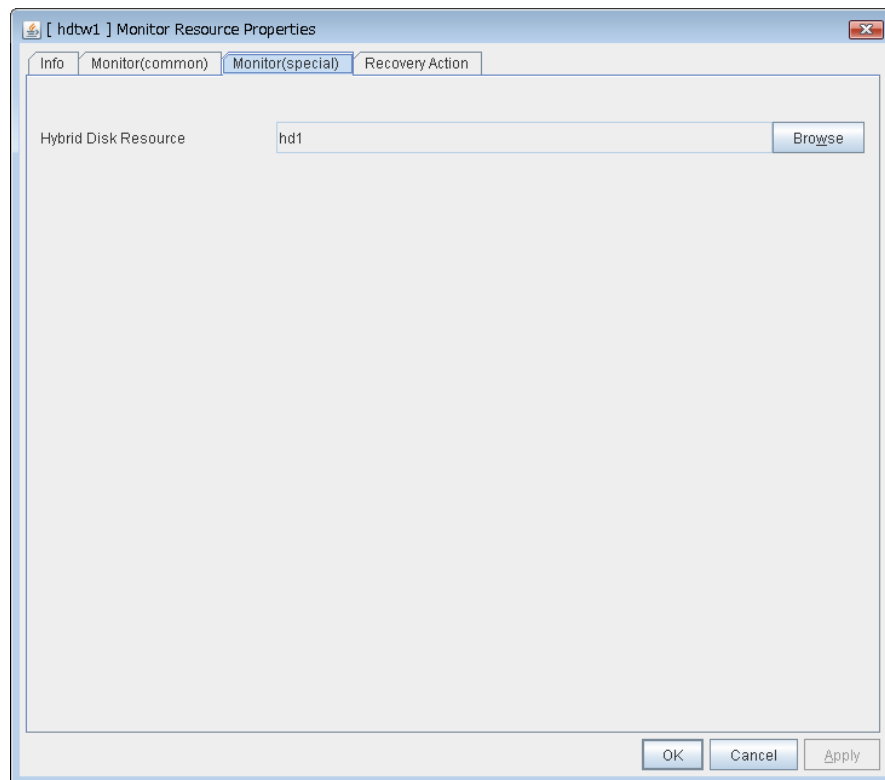 [ hdtw1 ] Monitor Resource Properties
Info Monitor(common) Monitor(special) Recovery Action
Hybrid Disk Resource hd1 Browse
OK Cancel Apply